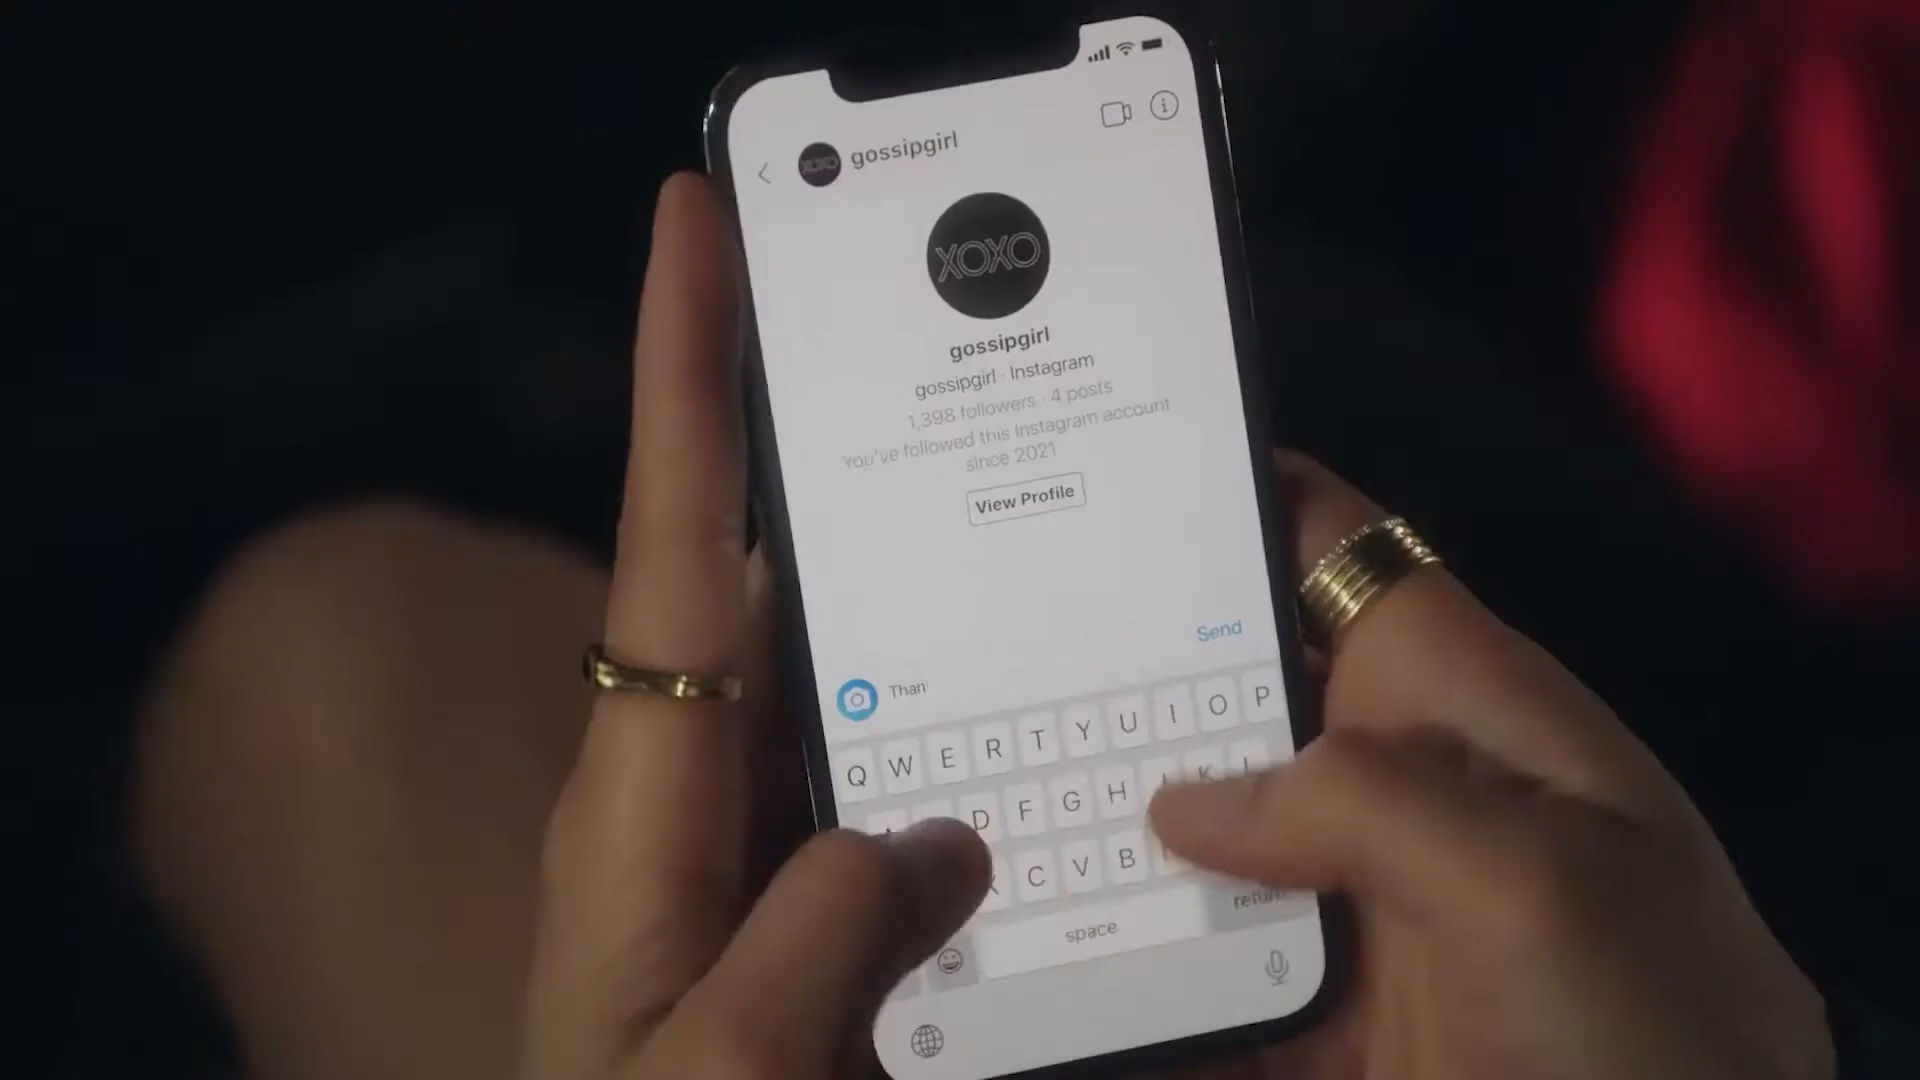 gossipgirl
XOXO
gossipgirl
gossipgirl · Instagram
1,398 followers · 4 posts
You've followed this Instagram account
since 2021
View Profile
Send
Than
Q W E R T Y U I O P
D F G H K L
C V B
space
return